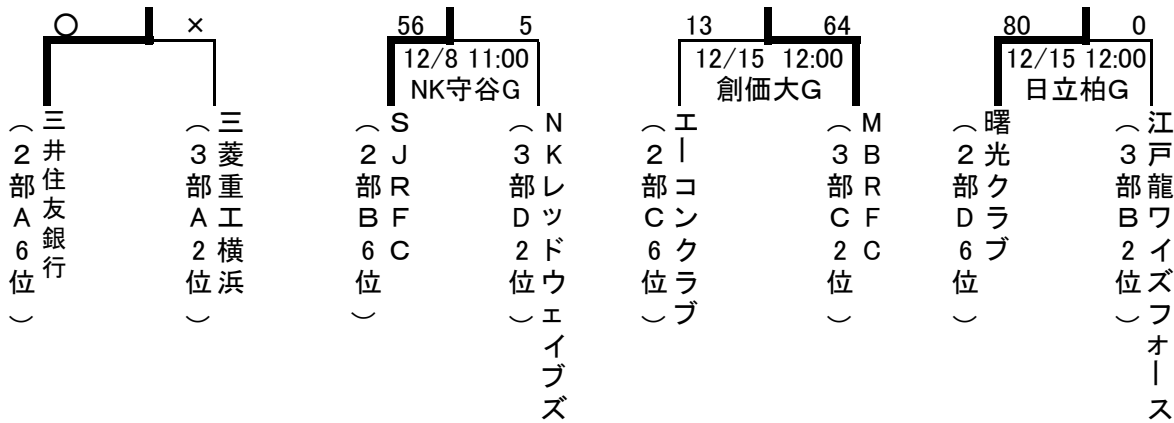 ○ ×
三井住友銀行
（2部A6位）
三菱重工横浜
（3部A2位）
56 5
12/8 11:00
NK守谷G
SJRFC
（2部B6位）
NKレッドウェイブズ
（3部D2位）
13 64
12/15 12:00
創価大G
エーコンクラブ
（2部C6位）
MBRFC
（3部C2位）
80 0
12/15 12:00
日立柏G
曙光クラブ
（2部D6位）
江戸龍ワイズフォース
（3部B2位）